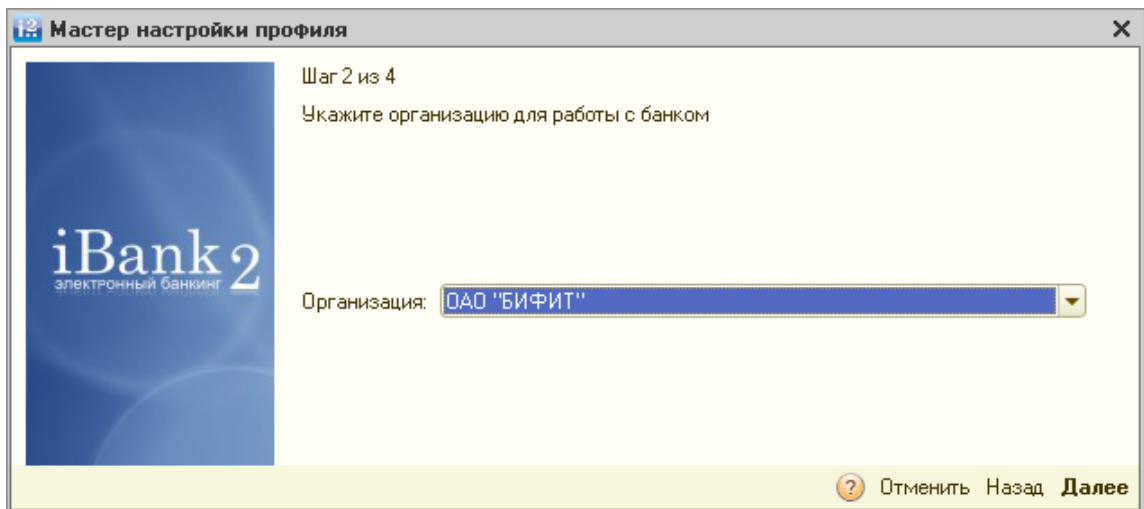 Мастер настройки профиля
Шаг 2 из 4
Укажите организацию для работы с банком
iBank 2
электронный банкинг
Организация: ОАО "БИФИТ"
? Отменить Назад Далее